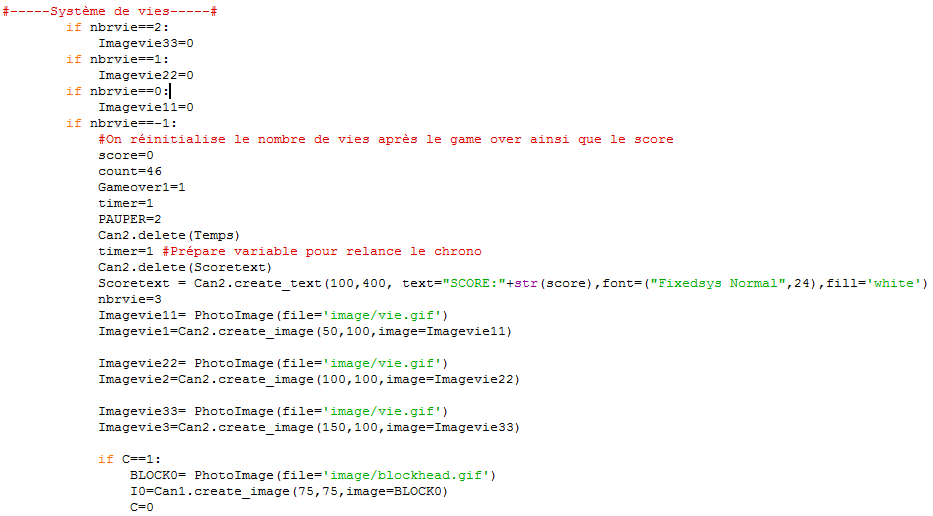 #-----Système de vies-----#
if nbrvie==2:
Imagevie33=0
if nbrvie==1:
Imagevie22=0
if nbrvie==0:
Imagevie11=0
if nbrvie==-1:
#On réinitialise le nombre de vies après le game over ainsi que le score
score=0
count=46
Gameover1=1
timer=1
PAUPER=2
Can2.delete(Temps)
timer=1 #Prépare variable pour relance le chrono
Can2.delete(Scoretext)
Scoretext = Can2.create_text(100,400, text="SCORE:"+str(score),font=("Fixedsys Normal",24),fill='white')
nbrvie=3
Imagevie11= PhotoImage(file='image/vie.gif')
Imagevie1=Can2.create_image(50,100,image=Imagevie11)
Imagevie22= PhotoImage(file='image/vie.gif')
Imagevie2=Can2.create_image(100,100,image=Imagevie22)
Imagevie33= PhotoImage(file='image/vie.gif')
Imagevie3=Can2.create_image(150,100,image=Imagevie33)
if C==1:
BLOCK0= PhotoImage(file='image/blockhead.gif')
I0=Can1.create_image(75,75,image=BLOCK0)
C=0